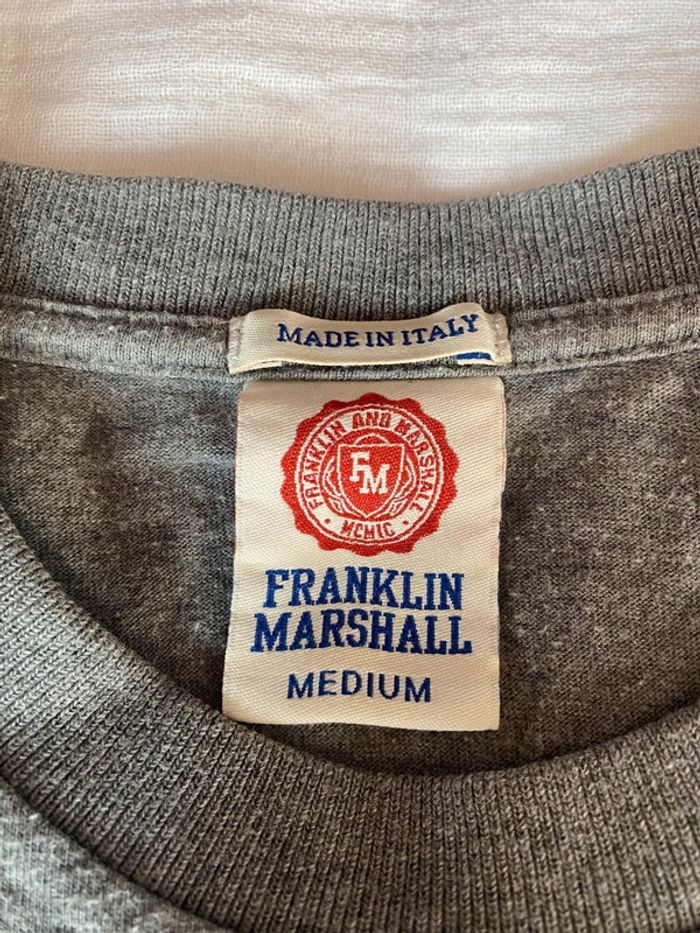 MADE IN ITALY
FRANKLIN AND MARSHALL
FM
MCMIC
FRANKLIN
MARSHALL
MEDIUM